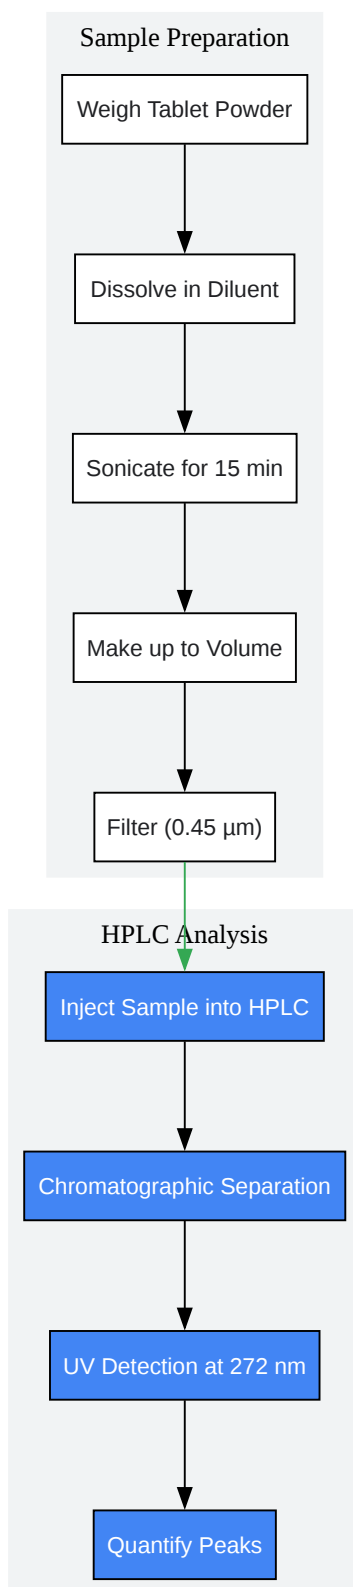 Sample Preparation
Weigh Tablet Powder
Dissolve in Diluent
Sonicate for 15 min
Make up to Volume
Filter (0.45 µm)
HPLC Analysis
Inject Sample into HPLC
Chromatographic Separation
UV Detection at 272 nm
Quantify Peaks